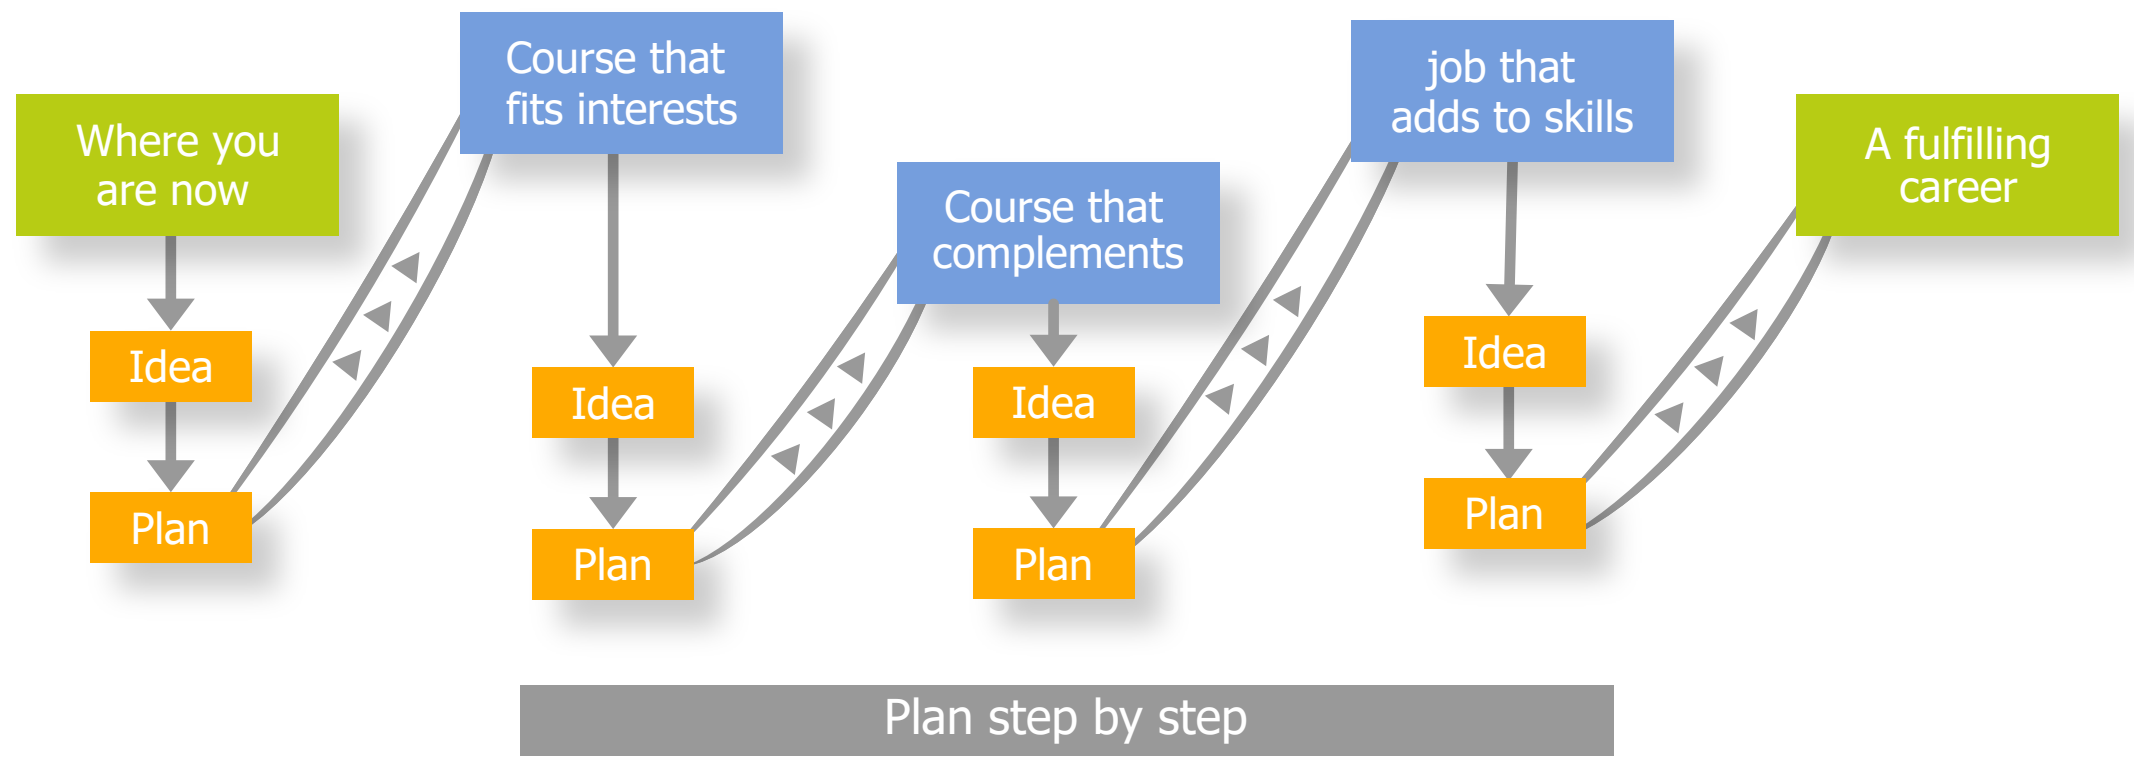 Where you
are now
Idea
Plan
Course that
fits interests
Idea
Plan
Course that
complements
Idea
Plan
job that
adds to skills
Idea
Plan
A fulfilling
career
Plan step by step